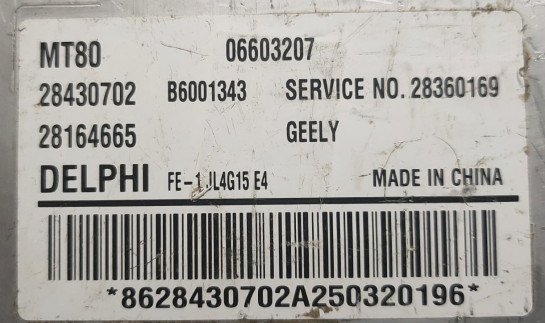 MT80 06603207
28430702 B6001343 SERVICE NO. 28360169
28164665 GEELY
DELPHI FE-1 JL4G15 E4 MADE IN CHINA
*8628430702A250320196*